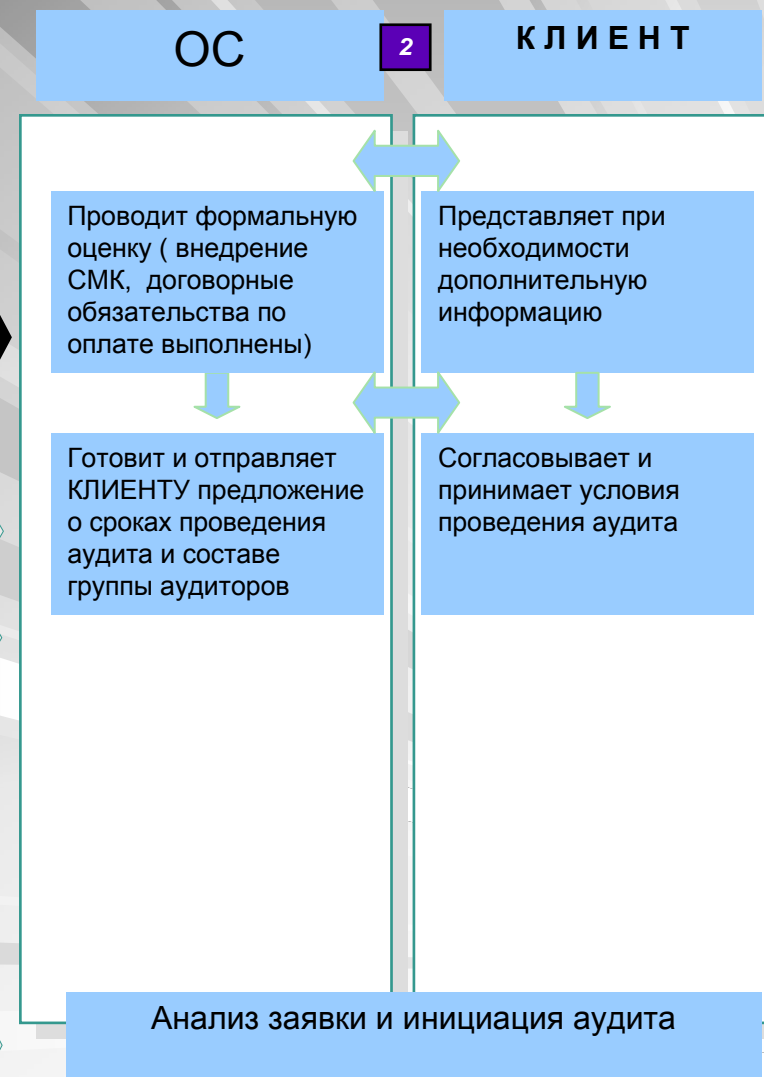 ОС
2
К Л И Е Н Т
Проводит формальную
оценку ( внедрение
СМК, договорные
обязательства по
оплате выполнены)
Представляет при
необходимости
дополнительную
информацию
Готовит и отправляет
КЛИЕНТУ предложение
о сроках проведения
аудита и составе
группы аудиторов
Согласовывает и
принимает условия
проведения аудита
Анализ заявки и инициация аудита